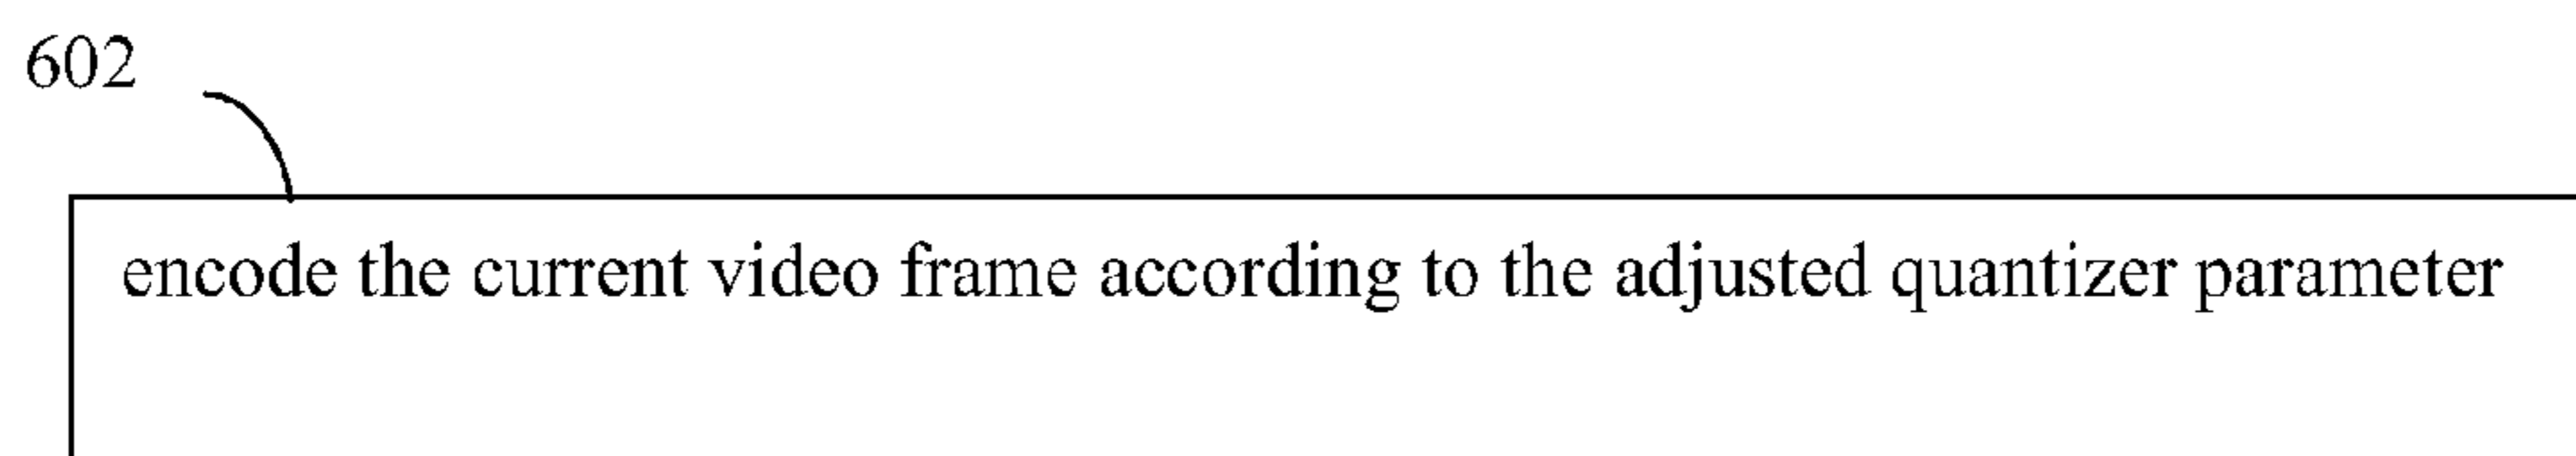 602
encode the current video frame according to the adjusted quantizer parameter